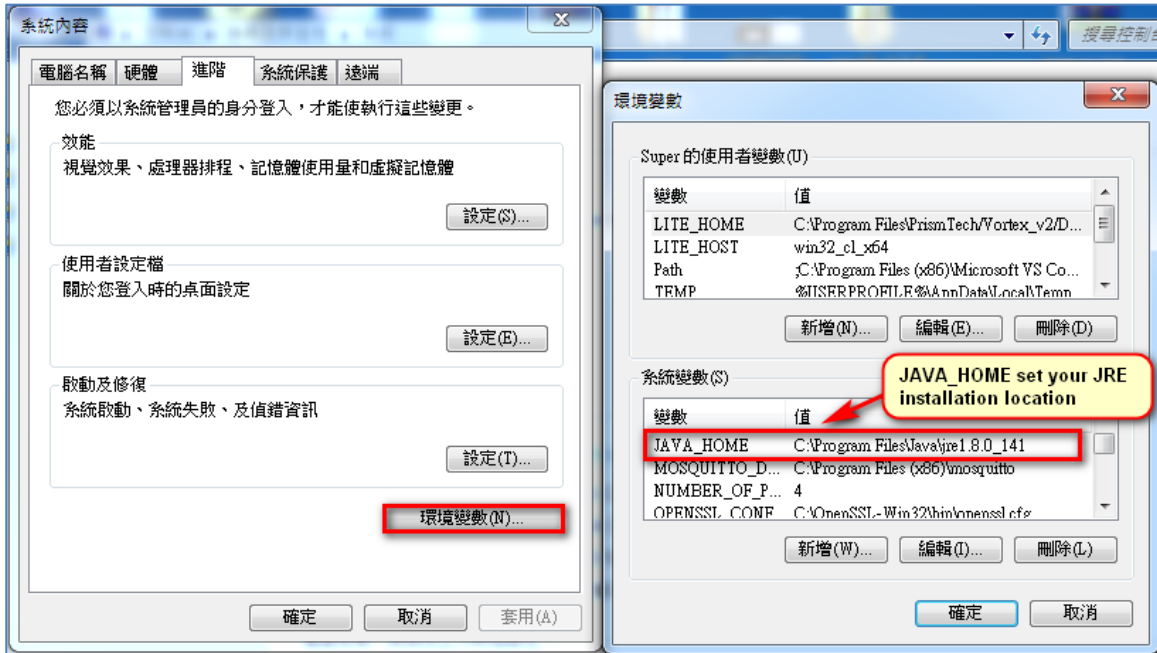 系統內容
電腦名稱 硬體 進階 系統保護 遠端
您必須以系統管理員的身分登入，才能使執行這些變更。
效能
視覺效果、處理器排程、記憶體使用量和虛擬記憶體
設定(S)...
使用者設定檔
關於您登入時的桌面設定
設定(E)...
啟動及修復
系統啟動、系統失敗、及偵錯資訊
設定(T)...
環境變數(N)...
確定 取消 套用(A)
搜尋控制台
環境變數
Super 的使用者變數(U)
變數 值
LITE_HOME C:\Program Files\PrismTech/Vortex_v2/D...
LITE_HOST win32_cl_x64
Path ;C:\Program Files (x86)\Microsoft VS Co...
TEMP %USERPROFILE%\AppData\Local\Temp
新增(N)... 編輯(E)... 刪除(D)
系統變數(S)
JAVA_HOME set your JRE
installation location
變數 值
JAVA_HOME C:\Program Files\Java\jre1.8.0_141
MOSQUITTO_D... C:\Program Files (x86)\mosquitto
NUMBER_OF_P... 4
OPENSSL_CONF C:\OpenSSL-Win32\bin\openssl.cfg
新增(W)... 編輯(I)... 刪除(L)
確定 取消